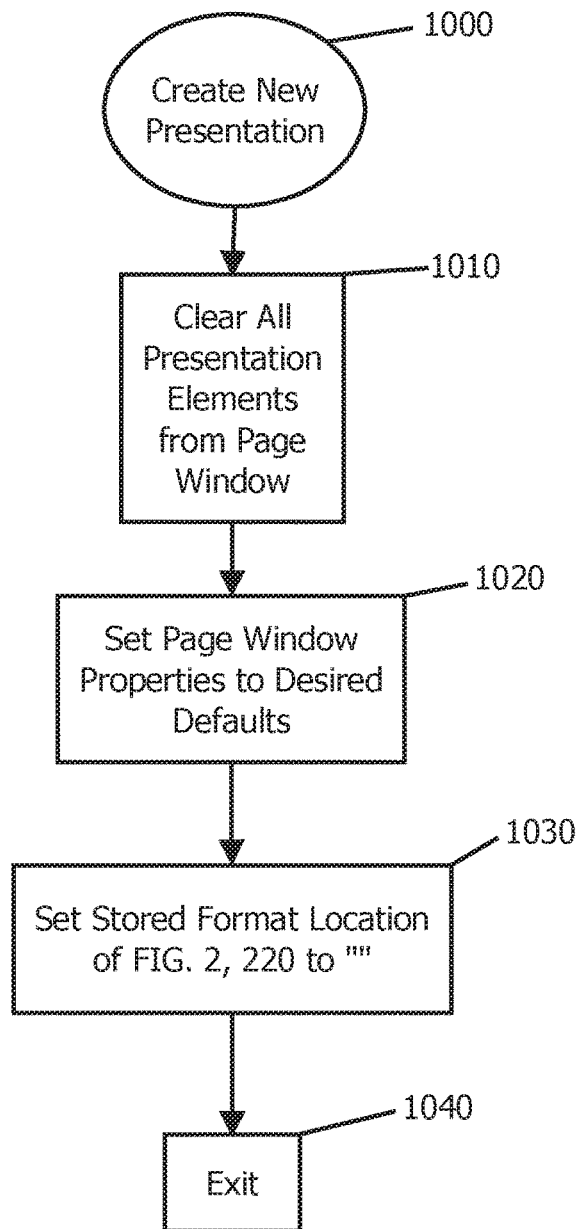 1000
Create New
Presentation
1010
Clear All
Presentation
Elements
from Page
Window
1020
Set Page Window
Properties to Desired
Defaults
1030
Set Stored Format Location
of FIG. 2, 220 to ""
1040
Exit